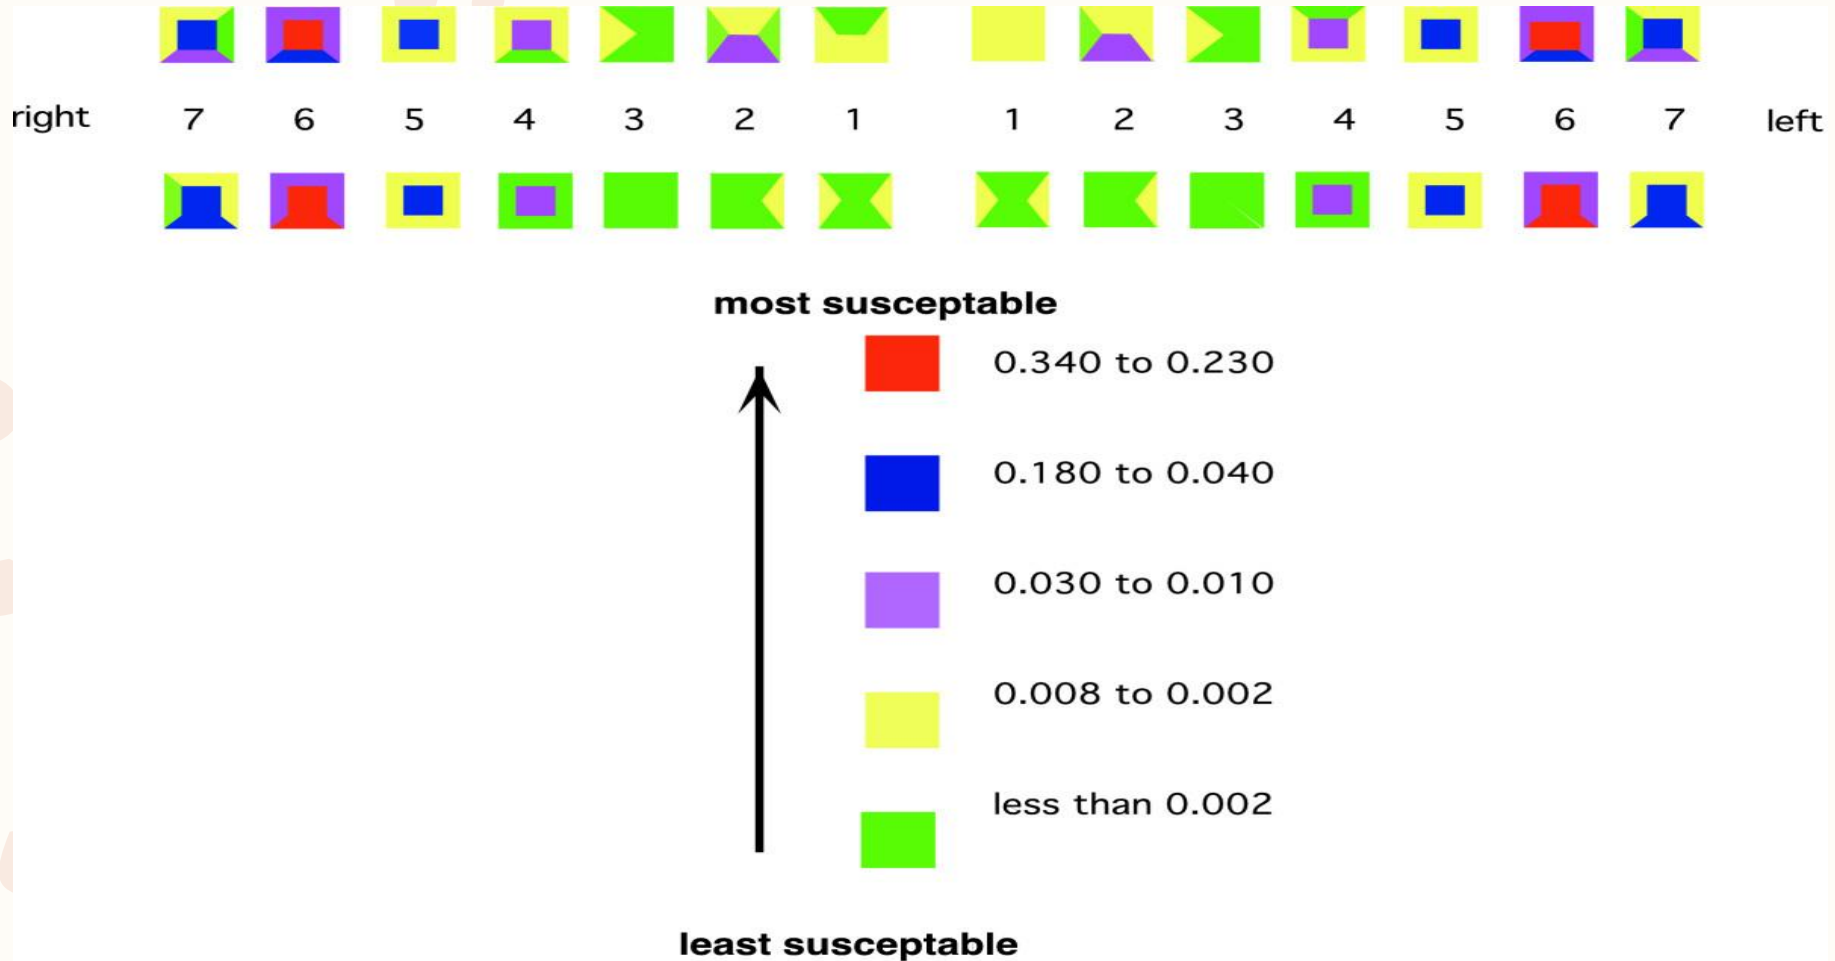 right 7 6 5 4 3 2 1 1 2 3 4 5 6 7 left
most susceptable
0.340 to 0.230
0.180 to 0.040
0.030 to 0.010
0.008 to 0.002
less than 0.002
least susceptable